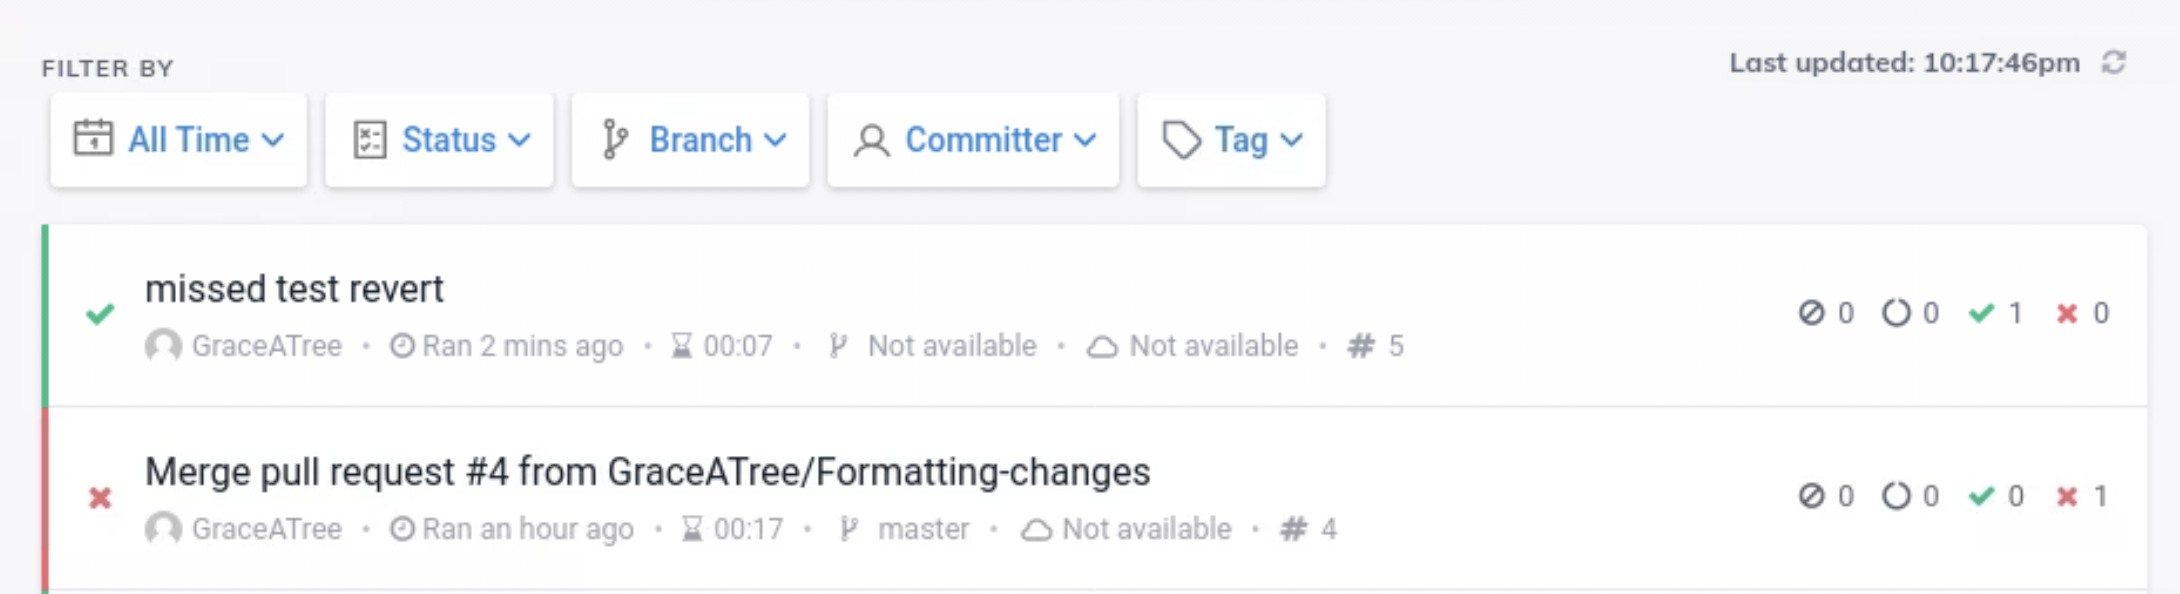 Last updated: 10:17:46pm
FILTER BY
All Time Status Branch Committer Tag
missed test revert
0 0 1 0
GraceATree • Ran 2 mins ago • 00:07 • Not available • Not available • # 5
Merge pull request #4 from GraceATree/Formatting-changes
0 0 0 1
GraceATree • Ran an hour ago • 00:17 • master • Not available • # 4